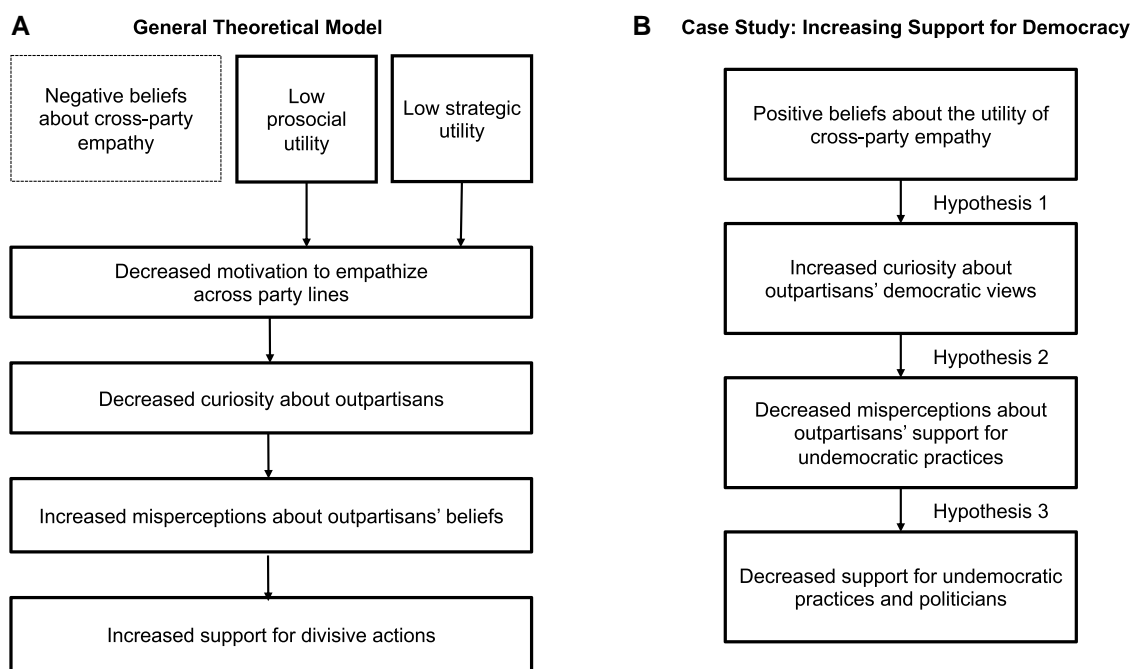 A
General Theoretical Model
Negative beliefs
about cross-party
empathy
Low
prosocial
utility
Low strategic
utility
Decreased motivation to empathize
across party lines
Decreased curiosity about outpartisans
Increased misperceptions about outpartisans’ beliefs
Increased support for divisive actions
B
Case Study: Increasing Support for Democracy
Positive beliefs about the utility of
cross-party empathy
Hypothesis 1
Increased curiosity about
outpartisans’ democratic views
Hypothesis 2
Decreased misperceptions about
outpartisans’ support for
undemocratic practices
Hypothesis 3
Decreased support for undemocratic
practices and politicians